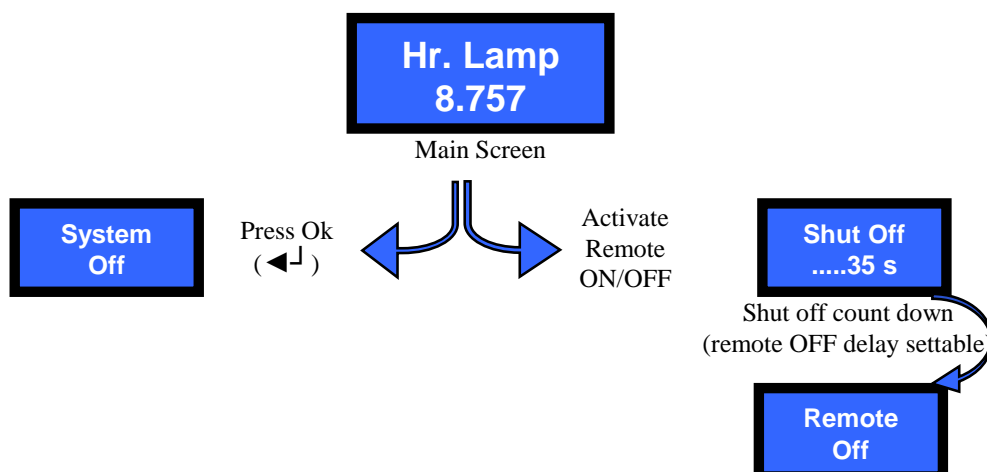 Hr. Lamp
8.757
Main Screen
System
Off
Press Ok
(◄┘)
Activate
Remote
ON/OFF
Shut Off
.....35 s
Shut off count down
(remote OFF delay settable)
Remote
Off